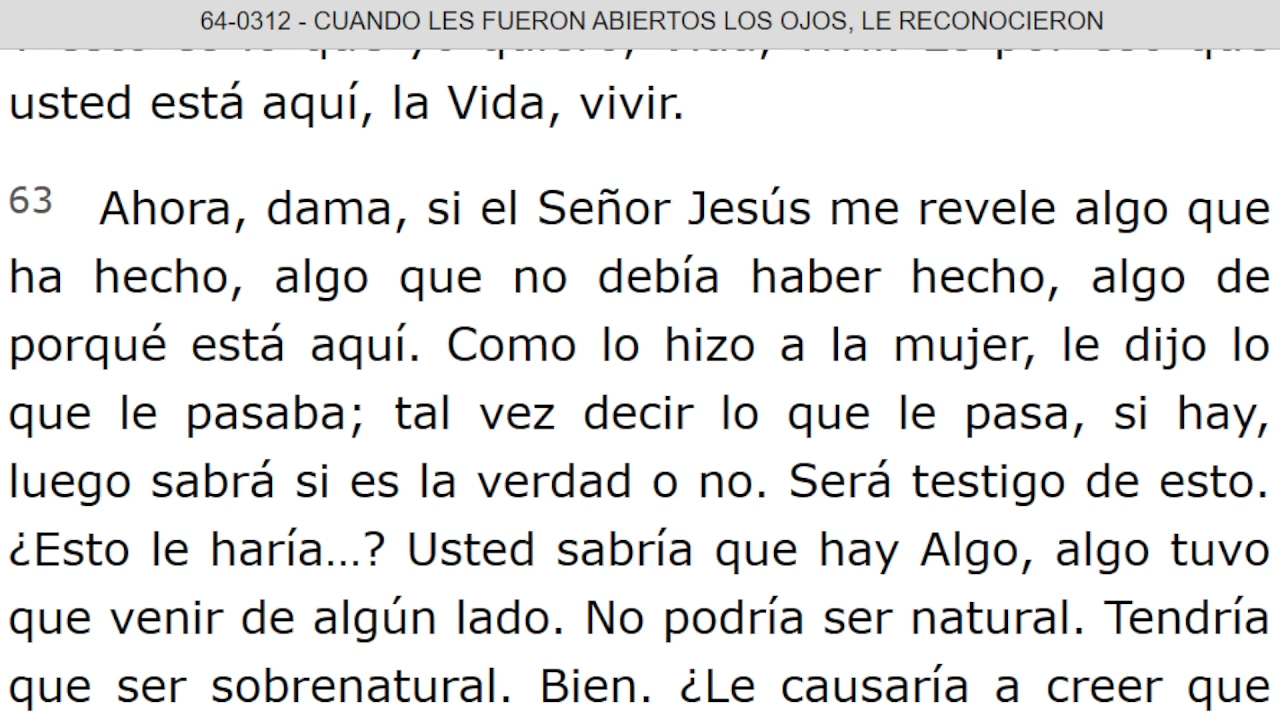 64-0312 - CUANDO LES FUERON ABIERTOS LOS OJOS, LE RECONOCIERON
usted está aquí, la Vida, vivir.
63 Ahora, dama, si el Señor Jesús me revele algo que
ha hecho, algo que no debía haber hecho, algo de
porqué está aquí. Como lo hizo a la mujer, le dijo lo
que le pasaba; tal vez decir lo que le pasa, si hay,
luego sabrá si es la verdad o no. Será testigo de esto.
¿Esto le haría...? Usted sabría que hay Algo, algo tuvo
que venir de algún lado. No podría ser natural. Tendría
que ser sobrenatural. Bien. ¿Le causaría a creer que